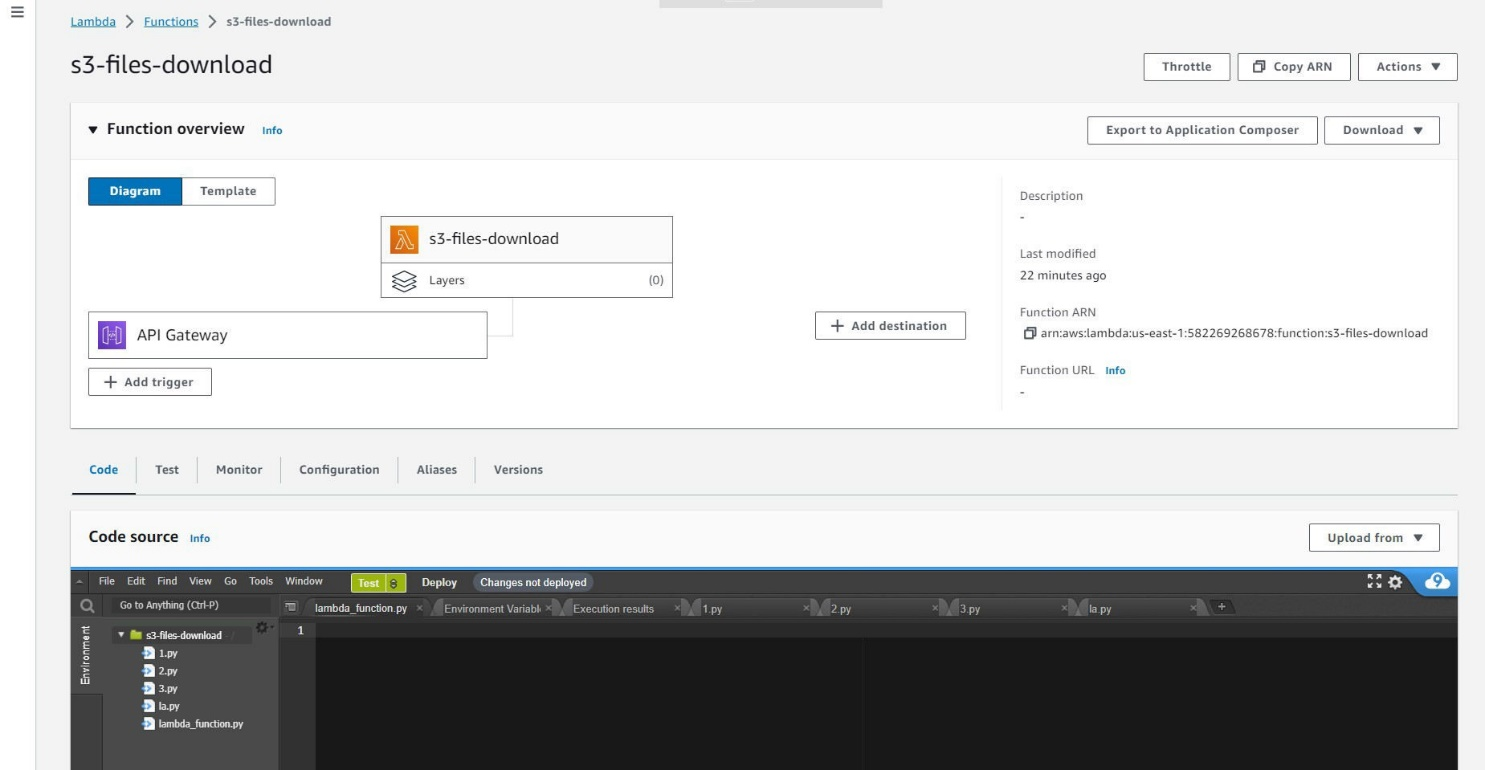 Lambda > Functions > s3-files-download
s3-files-download
Throttle Copy ARN Actions
Function overview Info
Export to Application Composer Download
Diagram Template
s3-files-download
Layers (0)
API Gateway
+ Add trigger
+ Add destination
Description
-
Last modified
22 minutes ago
Function ARN
arn:aws:lambda:us-east-1:582269268678:function:s3-files-download
Function URL Info
-
Code Test Monitor Configuration Aliases Versions
Code source Info
Upload from
File Edit Find View Go Tools Window Test Deploy Changes not deployed
Go to Anything (Ctrl-P)
lambda_function.py × Environment Variabl × Execution results × 1.py × 2.py × 3.py × la.py × +
Environment
s3-files-download - /
1.py
2.py
3.py
la.py
lambda_function.py
1